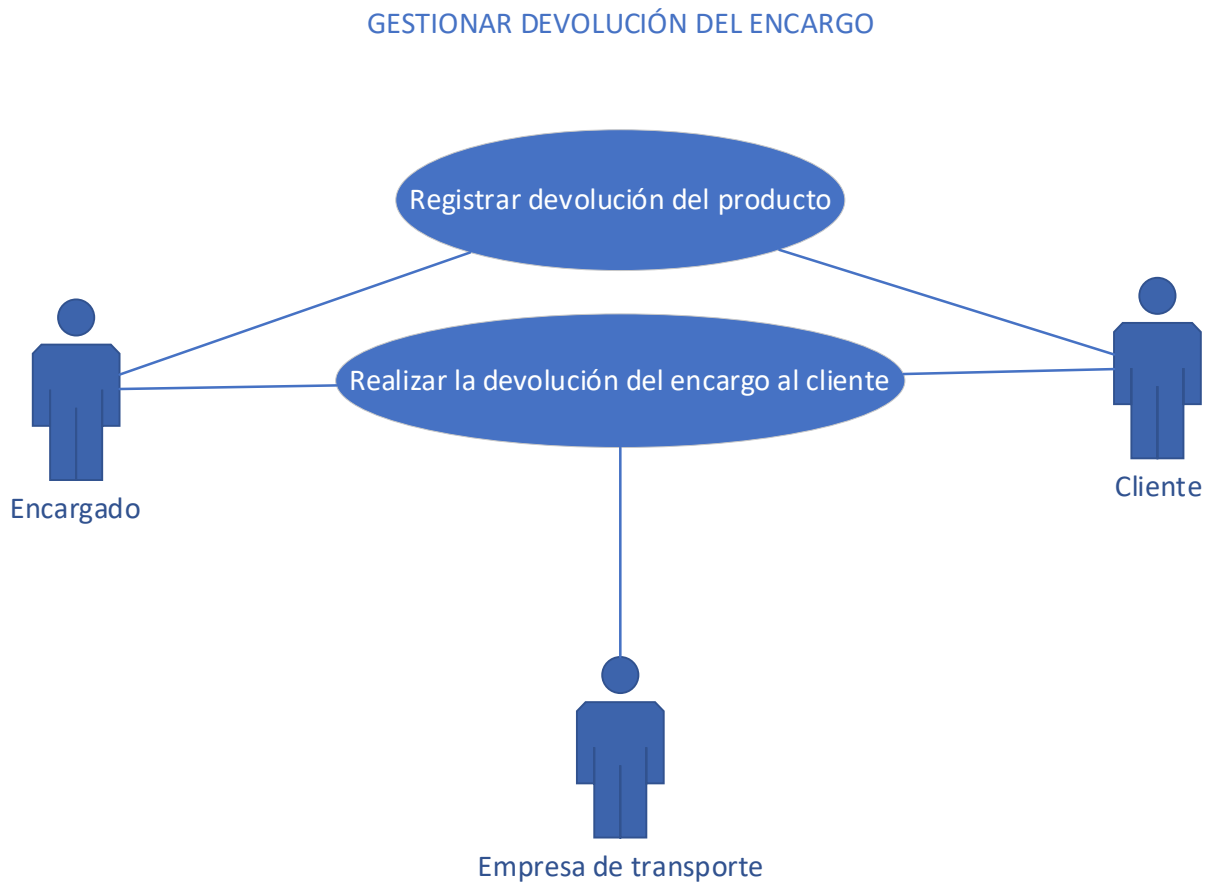 GESTIONAR DEVOLUCIÓN DEL ENCARGO
Registrar devolución del producto
Realizar la devolución del encargo al cliente
Encargado
Cliente
Empresa de transporte